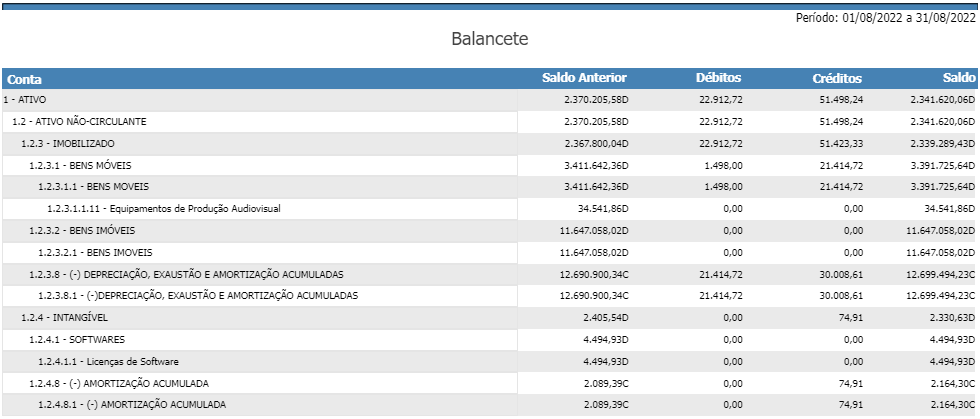 Período: 01/08/2022 a 31/08/2022
Balancete
Conta Saldo Anterior Débitos Créditos Saldo
1 - ATIVO 2.370.205,58D 22.912,72 51.498,24 2.341.620,06D
1.2 - ATIVO NÃO-CIRCULANTE 2.370.205,58D 22.912,72 51.498,24 2.341.620,06D
1.2.3 - IMOBILIZADO 2.367.800,04D 22.912,72 51.423,33 2.339.289,43D
1.2.3.1 - BENS MÓVEIS 3.411.642,36D 1.498,00 21.414,72 3.391.725,64D
1.2.3.1.1 - BENS MOVEIS 3.411.642,36D 1.498,00 21.414,72 3.391.725,64D
1.2.3.1.1.11 - Equipamentos de Produção Audiovisual 34.541,86D 0,00 0,00 34.541,86D
1.2.3.2 - BENS IMÓVEIS 11.647.058,02D 0,00 0,00 11.647.058,02D
1.2.3.2.1 - BENS IMOVEIS 11.647.058,02D 0,00 0,00 11.647.058,02D
1.2.3.8 - (-) DEPRECIAÇÃO, EXAUSTÃO E AMORTIZAÇÃO ACUMULADAS 12.690.900,34C 21.414,72 30.008,61 12.699.494,23C
1.2.3.8.1 - (-)DEPRECIAÇÃO, EXAUSTÃO E AMORTIZAÇÃO ACUMULADAS 12.690.900,34C 21.414,72 30.008,61 12.699.494,23C
1.2.4 - INTANGÍVEL 2.405,54D 0,00 74,91 2.330,63D
1.2.4.1 - SOFTWARES 4.494,93D 0,00 0,00 4.494,93D
1.2.4.1.1 - Licenças de Software 4.494,93D 0,00 0,00 4.494,93D
1.2.4.8 - (-) AMORTIZAÇÃO ACUMULADA 2.089,39C 0,00 74,91 2.164,30C
1.2.4.8.1 - (-) AMORTIZAÇÃO ACUMULADA 2.089,39C 0,00 74,91 2.164,30C